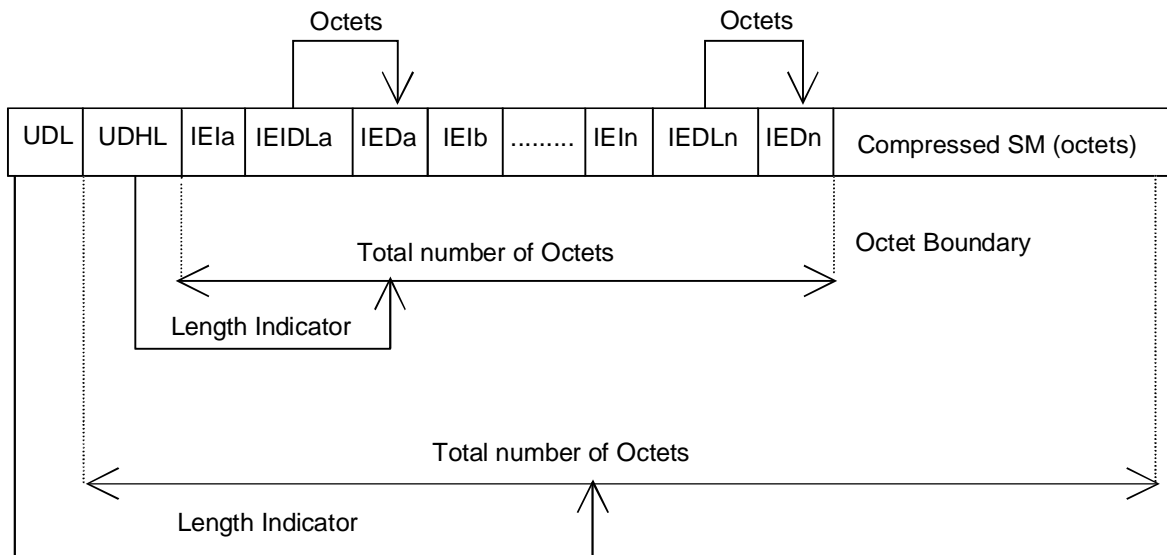 Octets Octets
UDL UDHL IEIa IEIDLa IEDa IEIb ......... IEIn IEDLn IEDn Compressed SM (octets)
Total number of Octets Octet Boundary
Length Indicator
Total number of Octets
Length Indicator